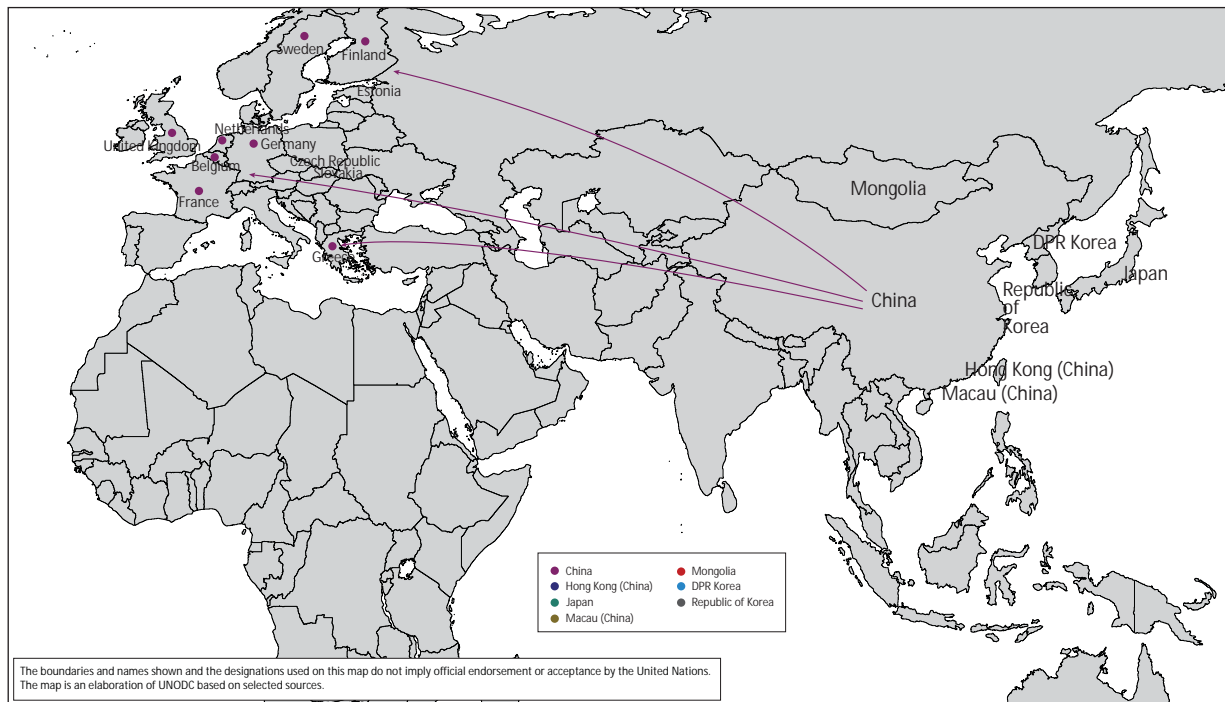 Sweden
Finland
Estonia
Netherlands
United Kingdom
Germany
Belgium
Czech Republic
Slovakia
France
Greece
Mongolia
DPR Korea
Japan
China
Republic
of
Korea
Hong Kong (China)
Macau (China)
China
Hong Kong (China)
Japan
Macau (China)
Mongolia
DPR Korea
Republic of Korea
The boundaries and names shown and the designations used on this map do not imply official endorsement or acceptance by the United Nations.
The map is an elaboration of UNODC based on selected sources.